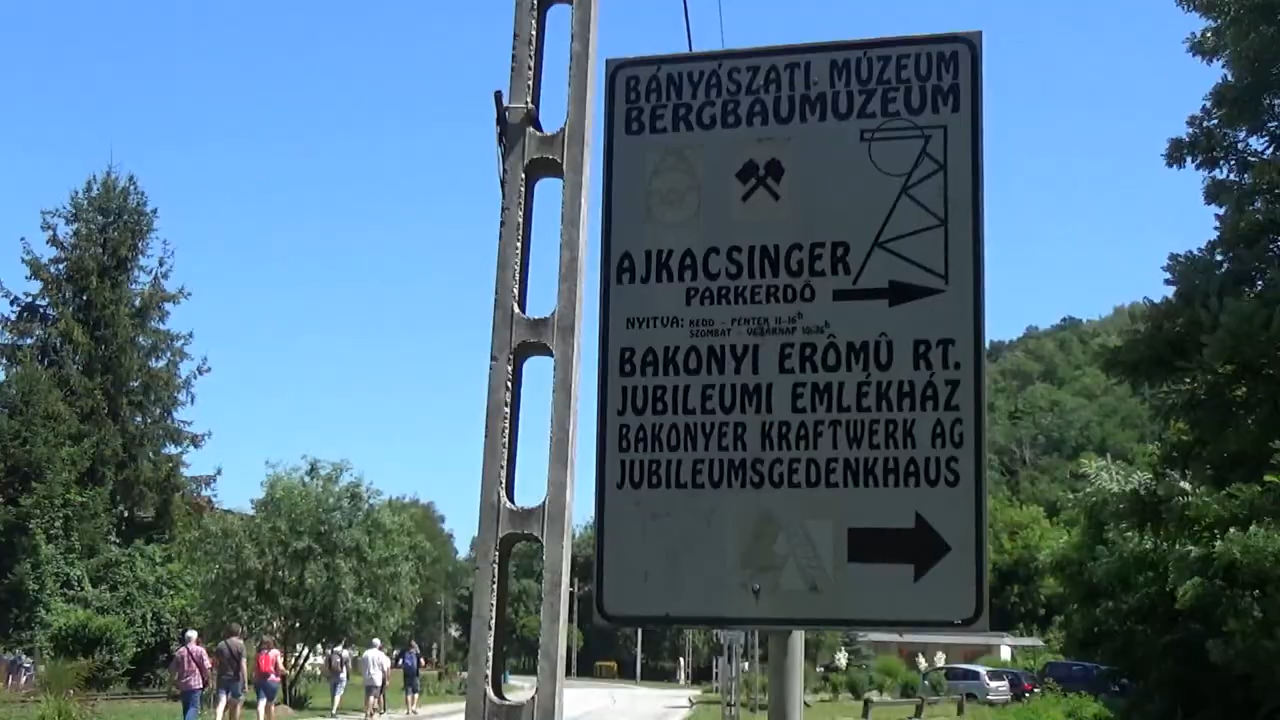 BÁNYÁSZATI MÚZEUM
BERGBAUMUZEUM
AJKACSINGER
PARKERDÔ
NYITVA: KEDD – PÉNTEK 11-16h
SZOMBAT – VASÁRNAP 10-16h
BAKONYI ERÔMÛ RT.
JUBILEUMI EMLÉKHÁZ
BAKONYER KRAFTWERK AG
JUBILEUMSGEDENKHAUS